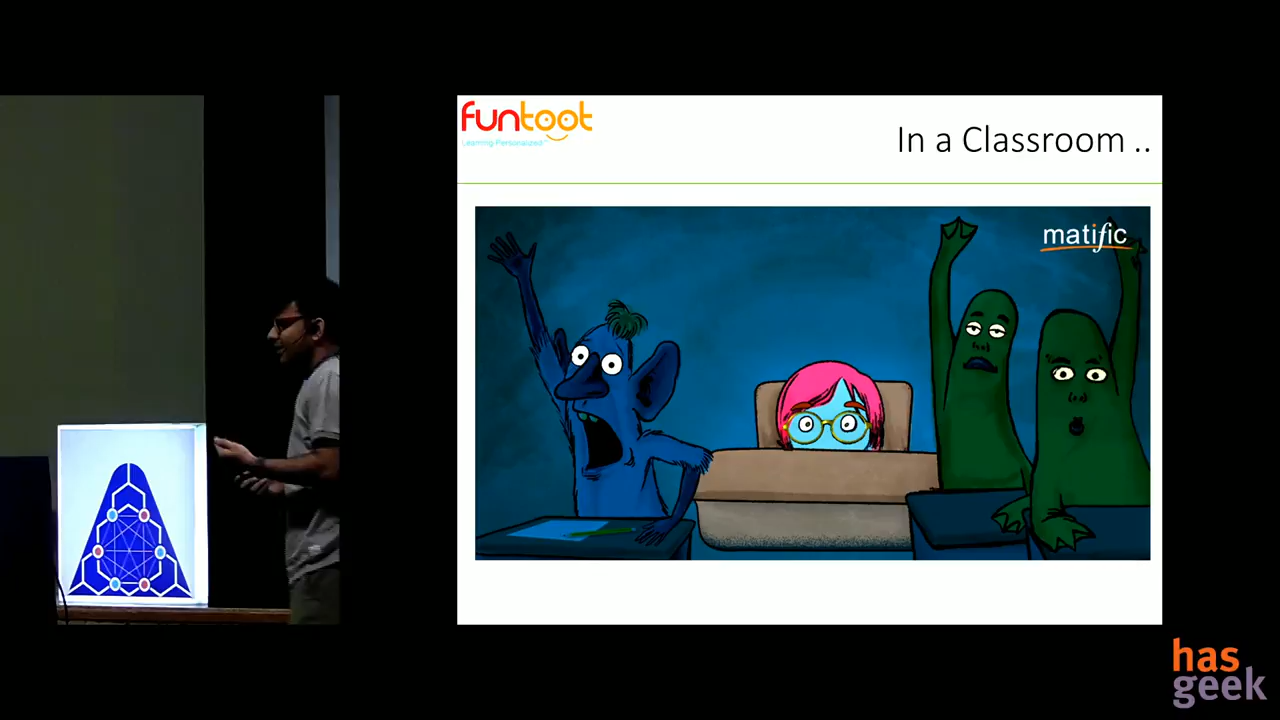 funtoot
Learning Personalized
In a Classroom ..
matific
has
geek